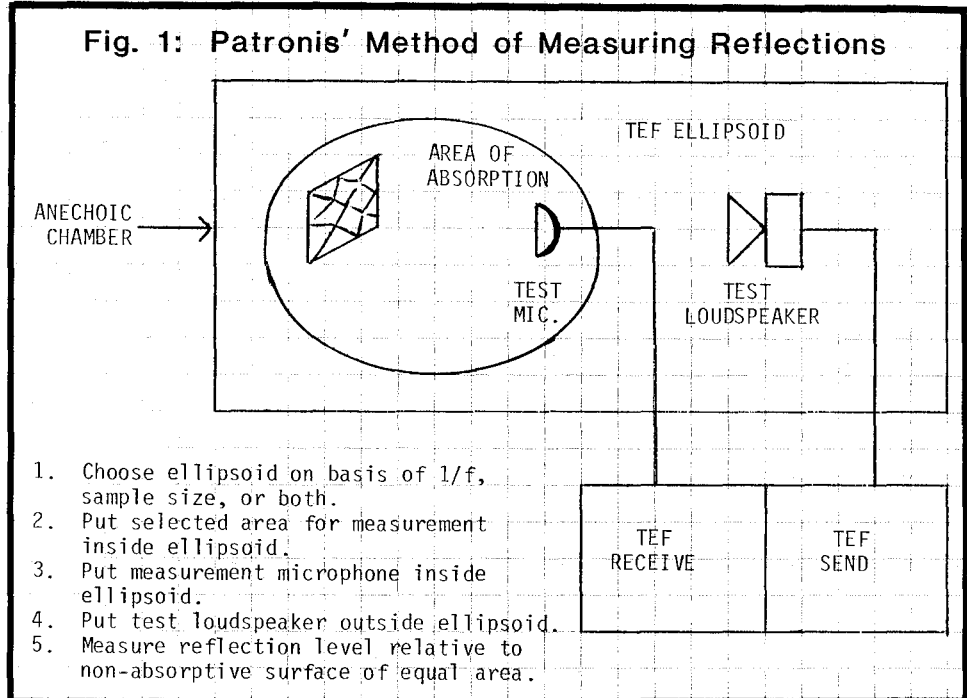 Fig. 1: Patronis' Method of Measuring Reflections
TEF ELLIPSOID
AREA OF
ABSORPTION
ANECHOIC
CHAMBER
TEST
MIC.
TEST
LOUDSPEAKER
1. Choose ellipsoid on basis of 1/f,
sample size, or both.
2. Put selected area for measurement
inside ellipsoid.
3. Put measurement microphone inside
ellipsoid.
4. Put test loudspeaker outside ellipsoid.
5. Measure reflection level relative to
non-absorptive surface of equal area.
TEF
RECEIVE
TEF
SEND